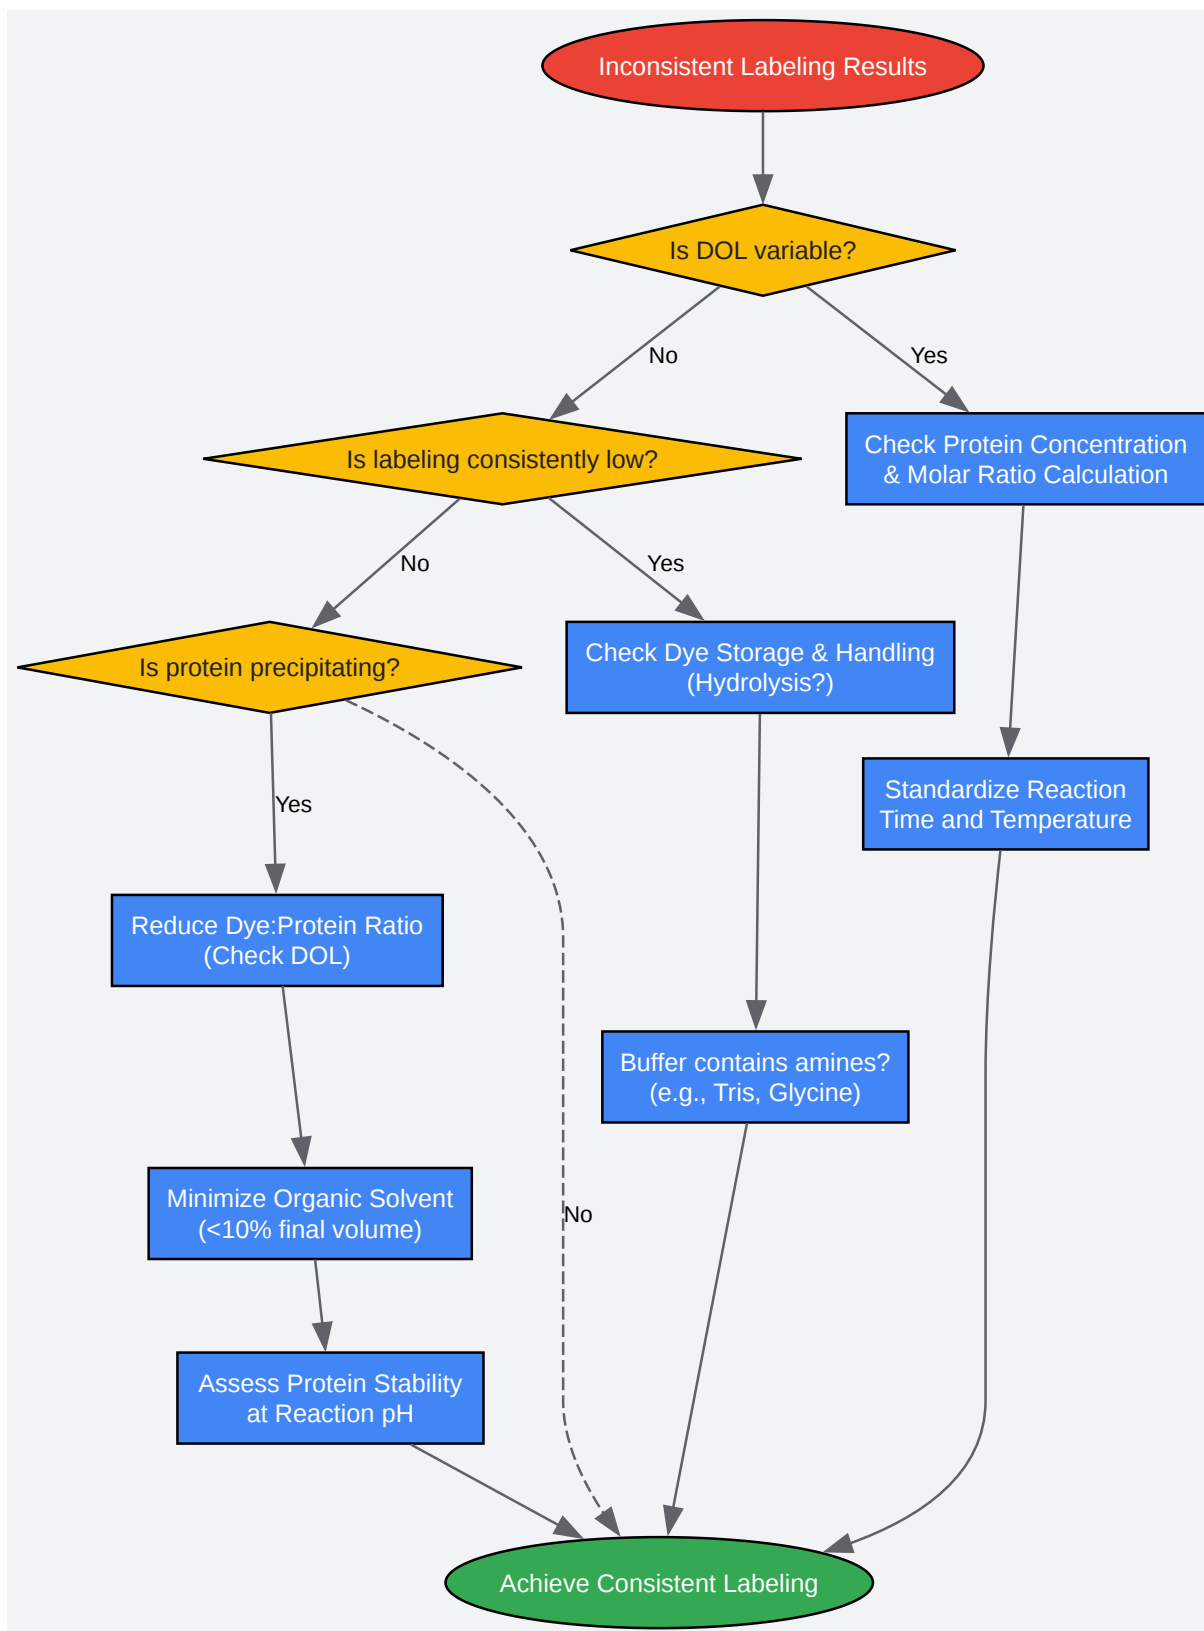 Inconsistent Labeling Results
Is DOL variable?
No
Yes
Is labeling consistently low?
Check Protein Concentration
& Molar Ratio Calculation
No
Yes
Is protein precipitating?
Check Dye Storage & Handling
(Hydrolysis?)
Standardize Reaction
Time and Temperature
Yes
Reduce Dye:Protein Ratio
(Check DOL)
Buffer contains amines?
(e.g., Tris, Glycine)
Minimize Organic Solvent
(<10% final volume)
No
Assess Protein Stability
at Reaction pH
Achieve Consistent Labeling